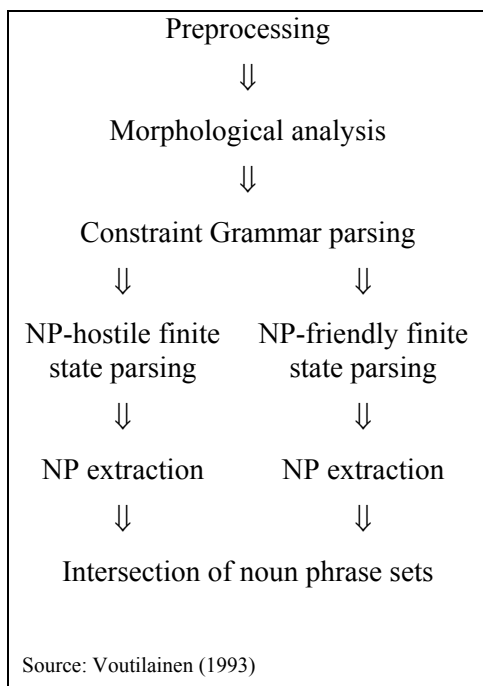 Preprocessing
⇓
Morphological analysis
⇓
Constraint Grammar parsing
⇓ ⇓
NP-hostile finite NP-friendly finite
state parsing state parsing
⇓ ⇓
NP extraction NP extraction
⇓ ⇓
Intersection of noun phrase sets
Source: Voutilainen (1993)